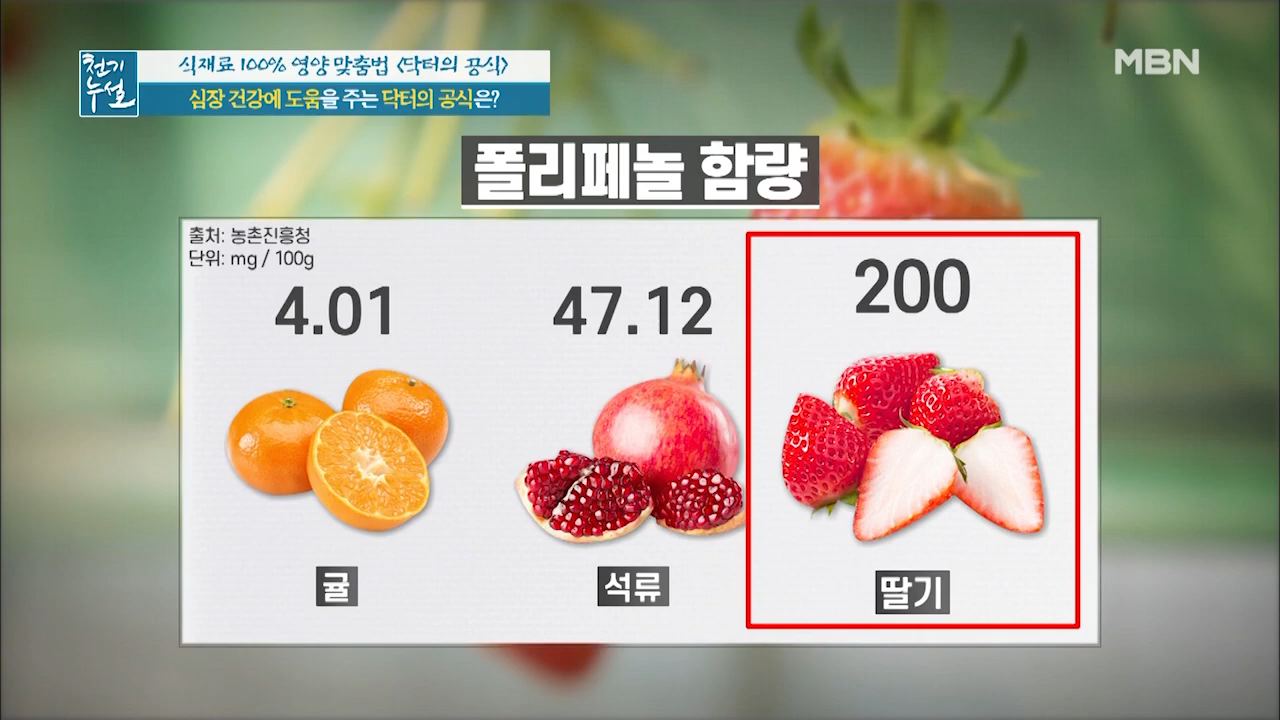 천기누설
식재료 100% 영양 맞춤법 <닥터의 공식>
심장 건강에 도움을 주는 닥터의 공식은?
MBN
폴리페놀 함량
출처: 농촌진흥청
단위: mg / 100g
4.01
47.12
200
귤
석류
딸기